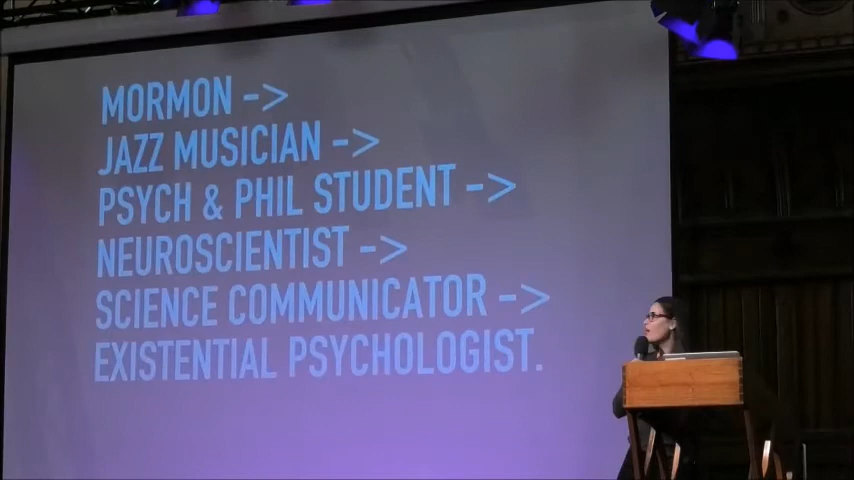 MORMON ->
JAZZ MUSICIAN ->
PSYCH & PHIL STUDENT ->
NEUROSCIENTIST ->
SCIENCE COMMUNICATOR ->
EXISTENTIAL PSYCHOLOGIST.